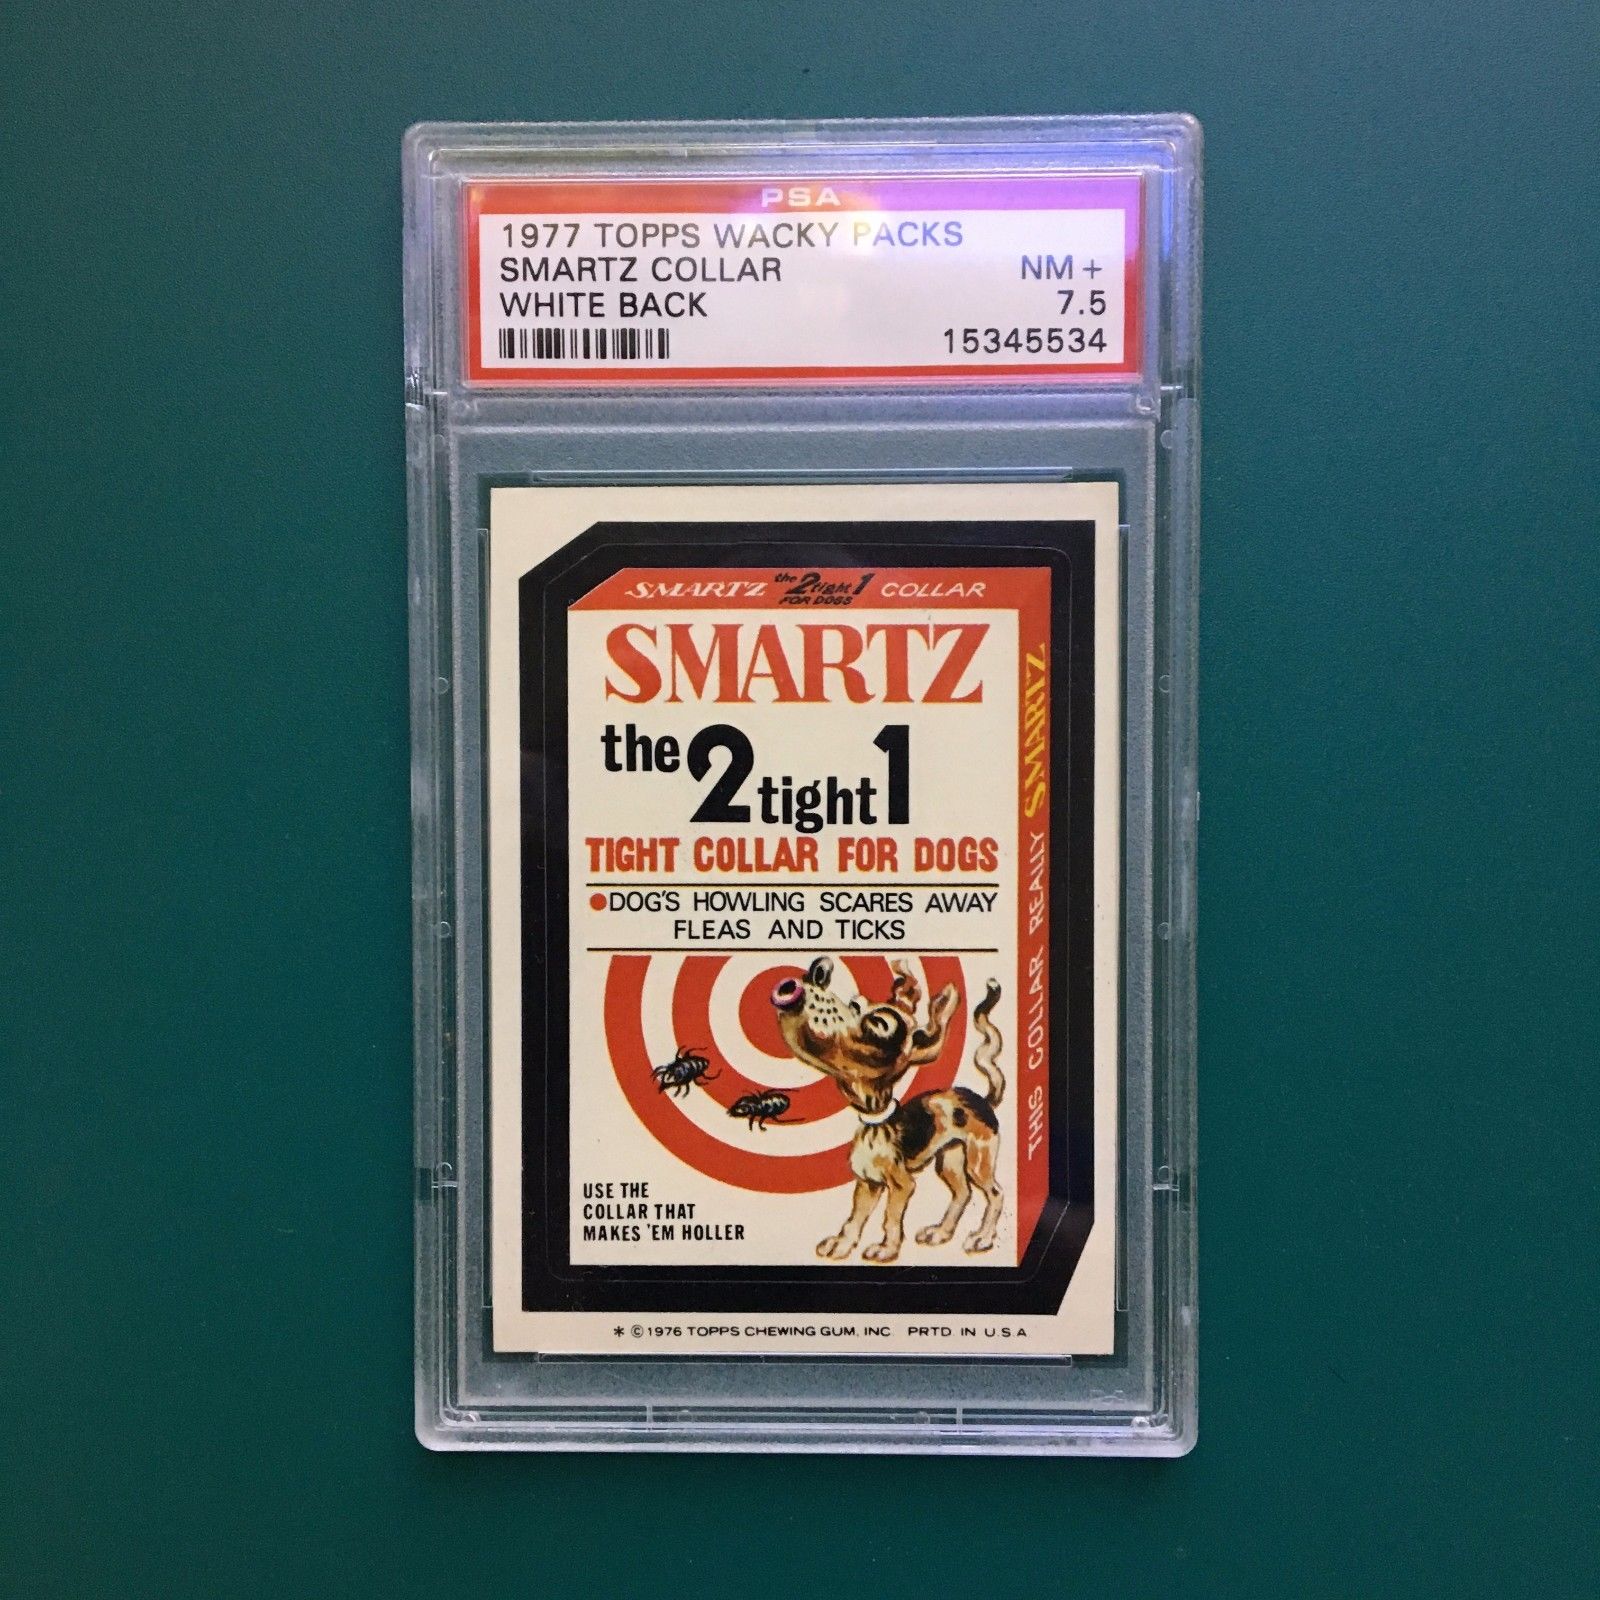 PSA
1977 TOPPS WACKY PACKS
SMARTZ COLLAR NM +
WHITE BACK 7.5
15345534
SMARTZ the 2 tight 1 FOR DOGS COLLAR
SMARTZ
the 2 tight 1
TIGHT COLLAR FOR DOGS
●DOG'S HOWLING SCARES AWAY
FLEAS AND TICKS
USE THE
COLLAR THAT
MAKES 'EM HOLLER
THIS COLLAR REALLY SMARTZ
* © 1976 TOPPS CHEWING GUM, INC. PRTD. IN U.S.A